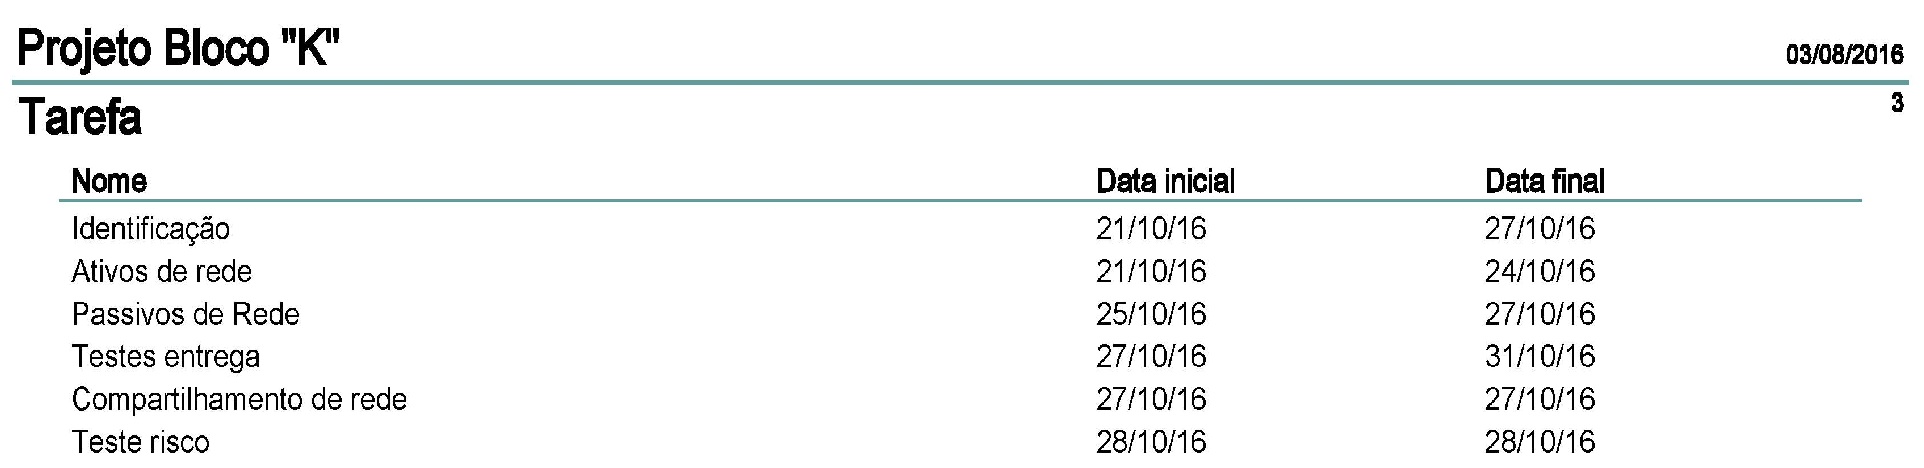 Projeto Bloco "K" 03/08/2016
Tarefa 3
Nome Data inicial Data final
Identificação 21/10/16 27/10/16
Ativos de rede 21/10/16 24/10/16
Passivos de Rede 25/10/16 27/10/16
Testes entrega 27/10/16 31/10/16
Compartilhamento de rede 27/10/16 27/10/16
Teste risco 28/10/16 28/10/16